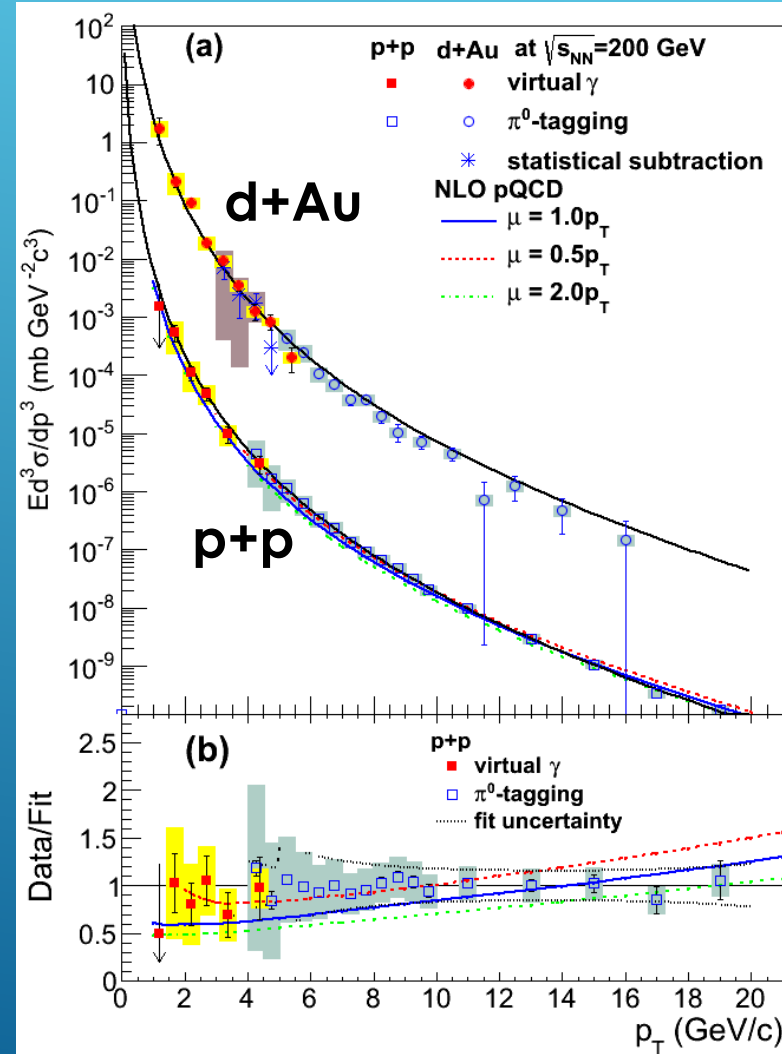 (a)
p+p d+Au at √s_NN=200 GeV
virtual γ
π⁰-tagging
statistical subtraction
NLO pQCD
μ = 1.0p_T
μ = 0.5p_T
μ = 2.0p_T
d+Au
p+p
Ed³σ/dp³ (mb GeV⁻²c³)
10²
10
1
10⁻¹
10⁻²
10⁻³
10⁻⁴
10⁻⁵
10⁻⁶
10⁻⁷
10⁻⁸
10⁻⁹
(b)
p+p
virtual γ
π⁰-tagging
fit uncertainty
Data/Fit
2.5
2
1.5
1
0.5
0
0 2 4 6 8 10 12 14 16 18 20
p_T (GeV/c)